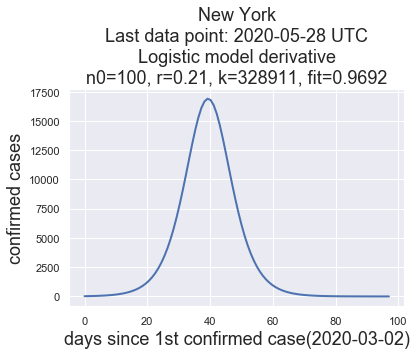 New York
Last data point: 2020-05-28 UTC
Logistic model derivative
n0=100, r=0.21, k=328911, fit=0.9692
17500
15000
12500
10000
7500
5000
2500
0
confirmed cases
0 20 40 60 80 100
days since 1st confirmed case(2020-03-02)